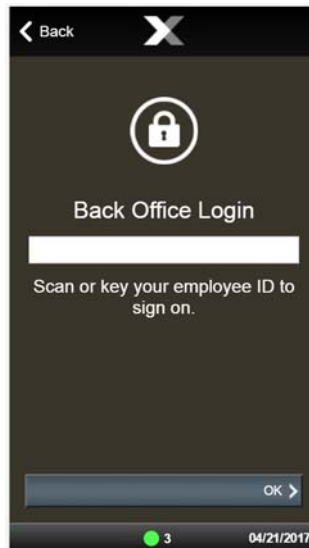 Back
Back Office Login
Scan or key your employee ID to
sign on.
OK
3 04/21/2017